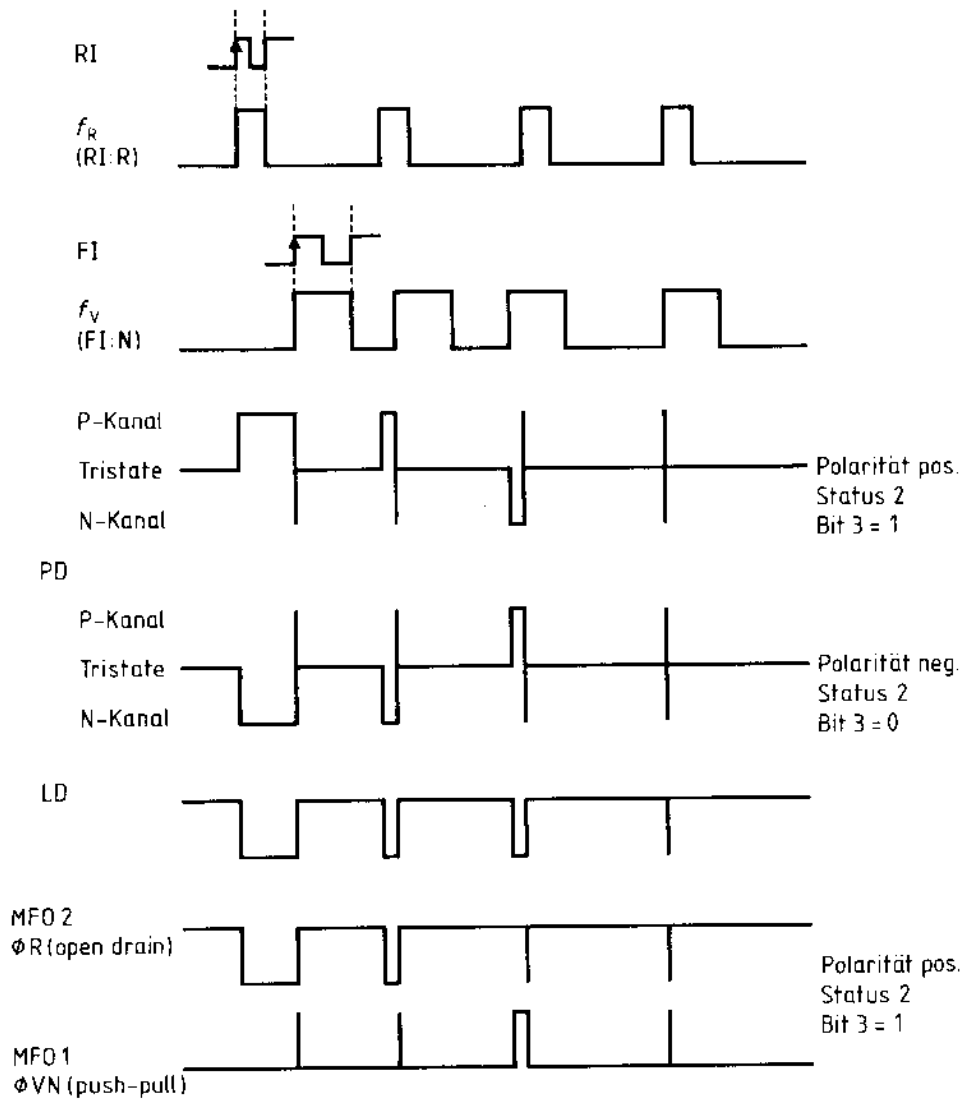 RI
fR
(RI:R)
FI
fV
(FI:N)
P-Kanal
Tristate
N-Kanal
Polarität pos.
Status 2
Bit 3 = 1
PD
P-Kanal
Tristate
N-Kanal
Polarität neg.
Status 2
Bit 3 = 0
LD
MFO 2
ϕR (open drain)
Polarität pos.
Status 2
Bit 3 = 1
MFO 1
ϕVN (push-pull)